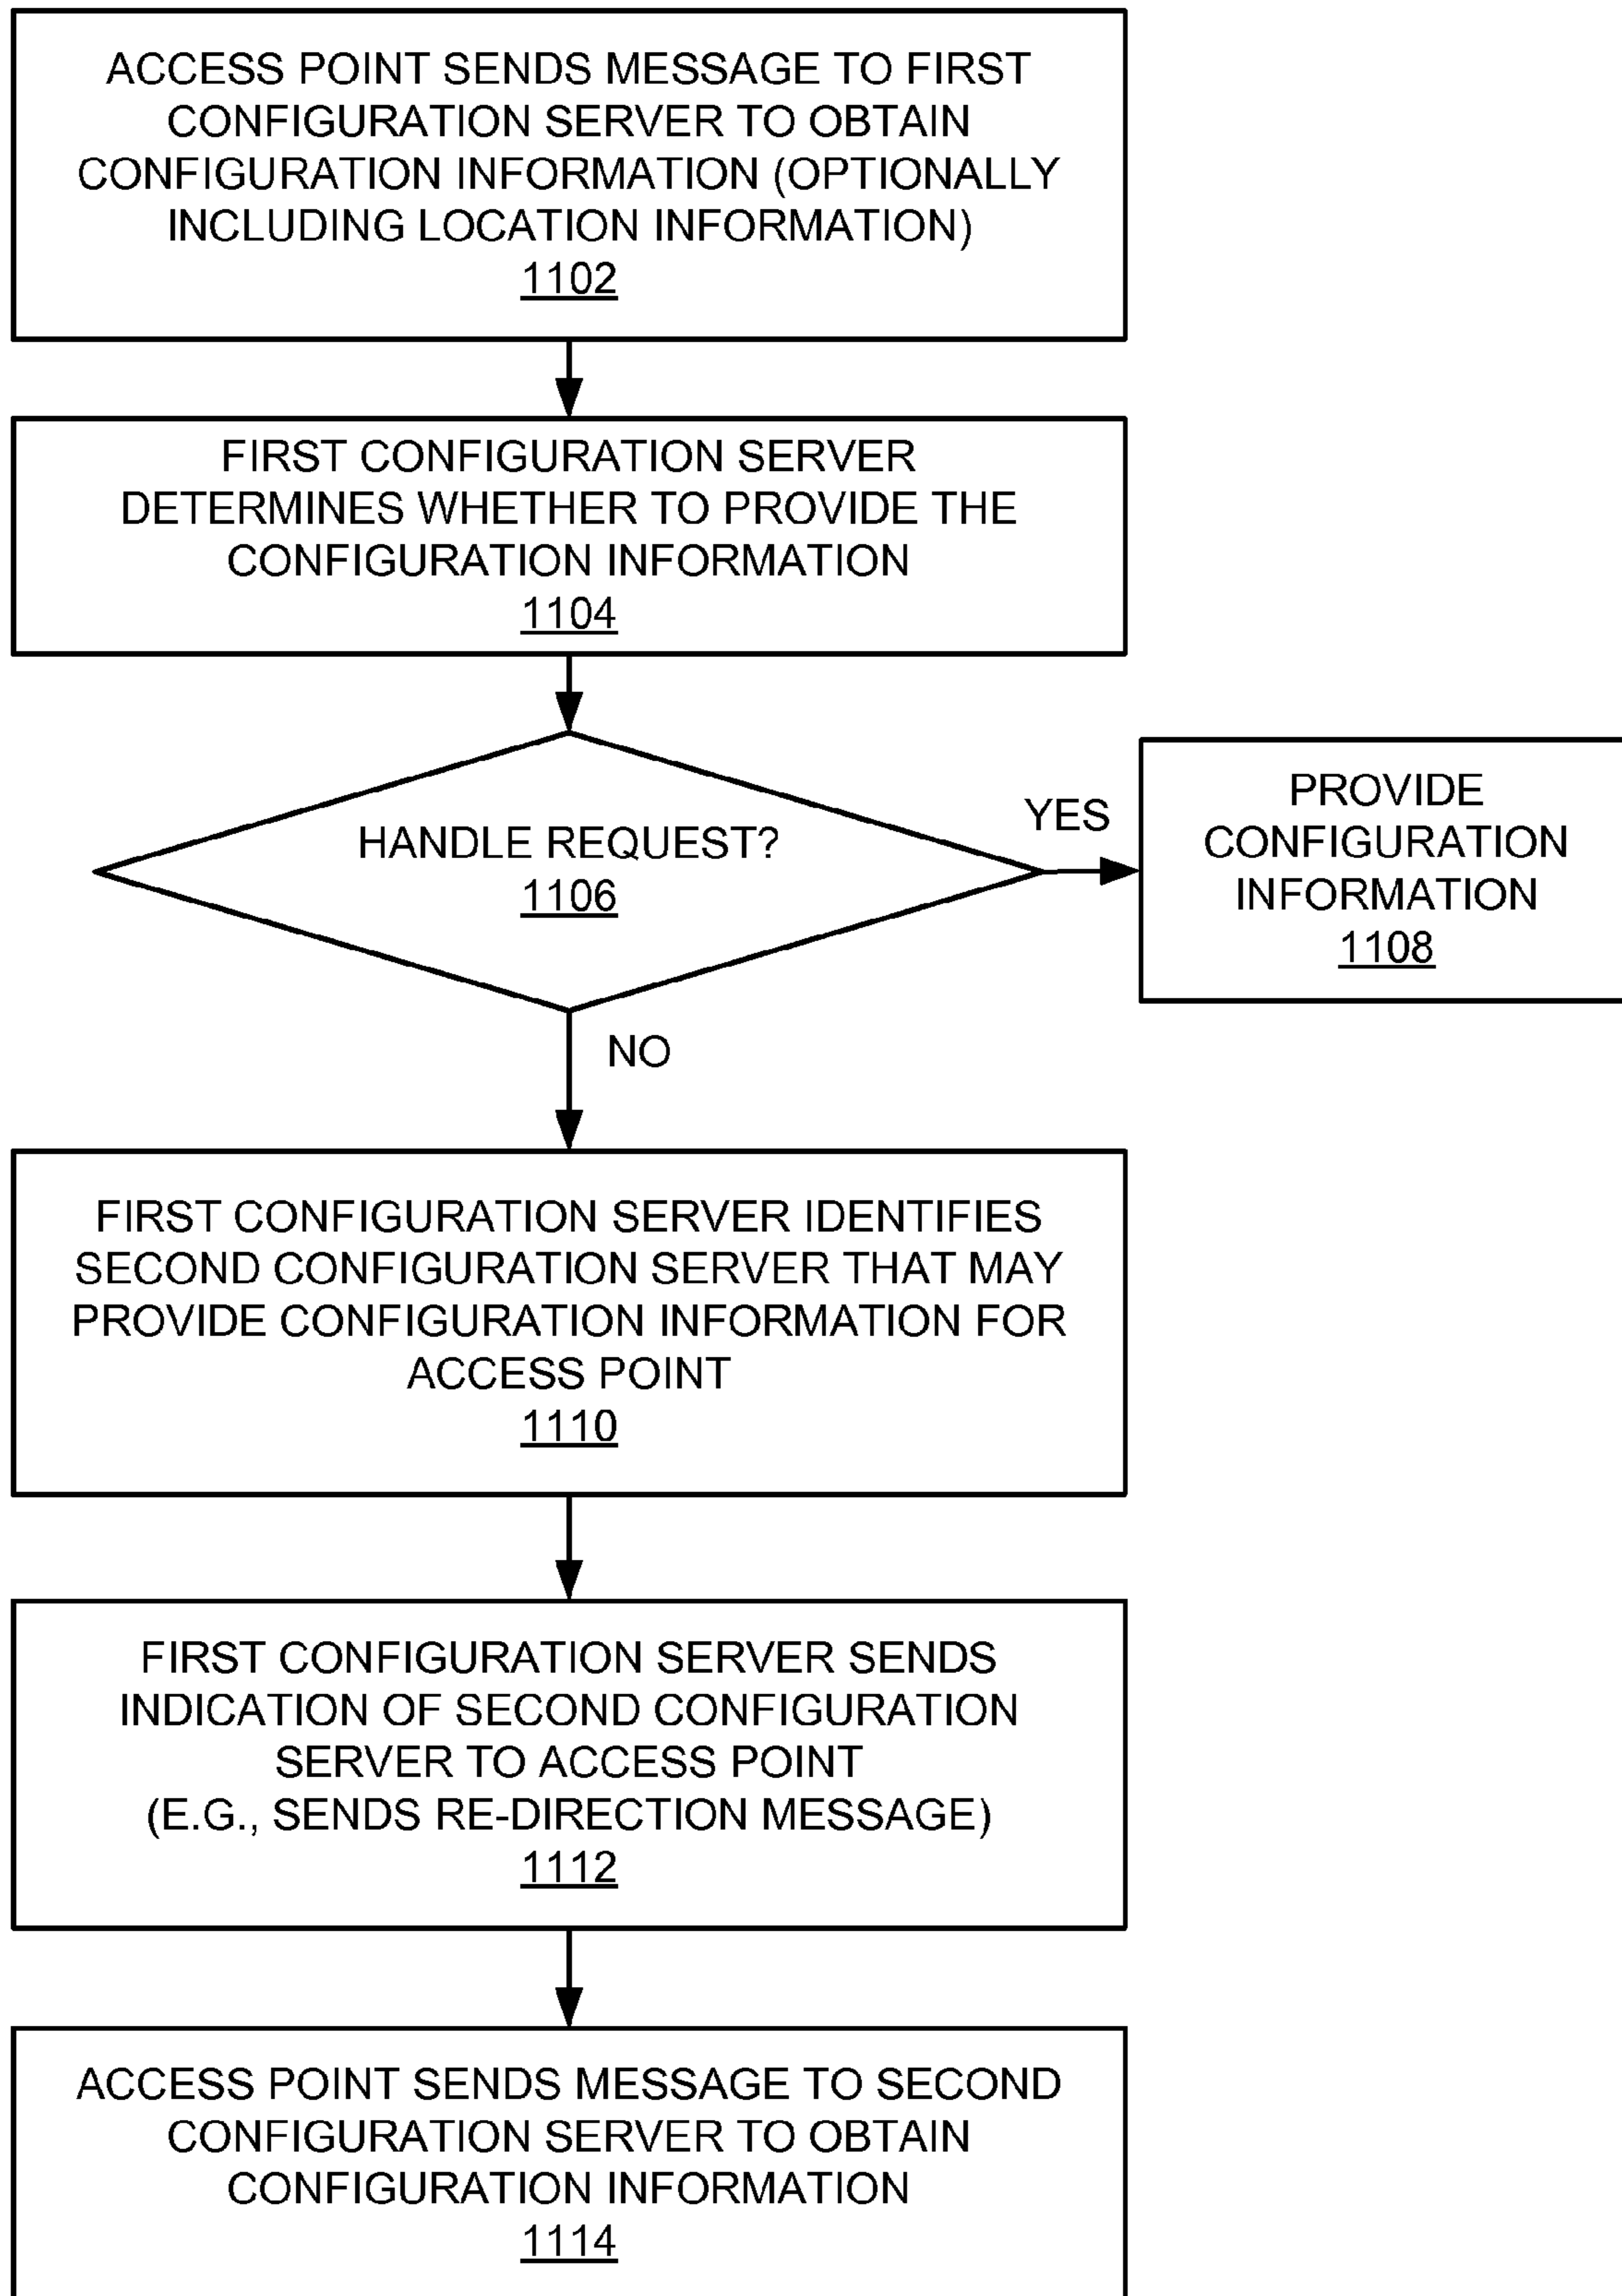 ACCESS POINT SENDS MESSAGE TO FIRST
CONFIGURATION SERVER TO OBTAIN
CONFIGURATION INFORMATION (OPTIONALLY
INCLUDING LOCATION INFORMATION)
1102
FIRST CONFIGURATION SERVER
DETERMINES WHETHER TO PROVIDE THE
CONFIGURATION INFORMATION
1104
HANDLE REQUEST?
1106
YES
PROVIDE
CONFIGURATION
INFORMATION
1108
NO
FIRST CONFIGURATION SERVER IDENTIFIES
SECOND CONFIGURATION SERVER THAT MAY
PROVIDE CONFIGURATION INFORMATION FOR
ACCESS POINT
1110
FIRST CONFIGURATION SERVER SENDS
INDICATION OF SECOND CONFIGURATION
SERVER TO ACCESS POINT
(E.G., SENDS RE-DIRECTION MESSAGE)
1112
ACCESS POINT SENDS MESSAGE TO SECOND
CONFIGURATION SERVER TO OBTAIN
CONFIGURATION INFORMATION
1114